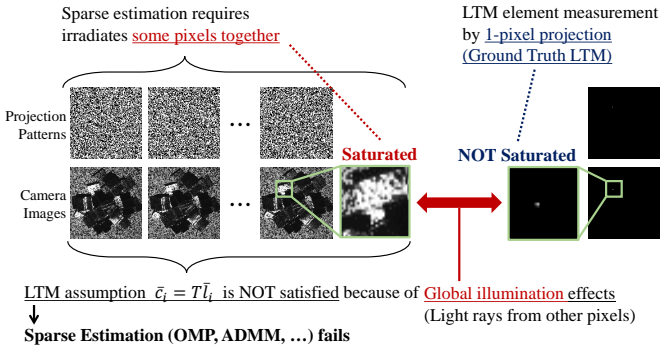 Sparse estimation requires
irradiates some pixels together
LTM element measurement
by 1-pixel projection
(Ground Truth LTM)
Projection
Patterns
...
Saturated
NOT Saturated
Camera
Images
...
LTM assumption c̄ᵢ = Tl̄ᵢ is NOT satisfied because of Global illumination effects
(Light rays from other pixels)
Sparse Estimation (OMP, ADMM, ...) fails